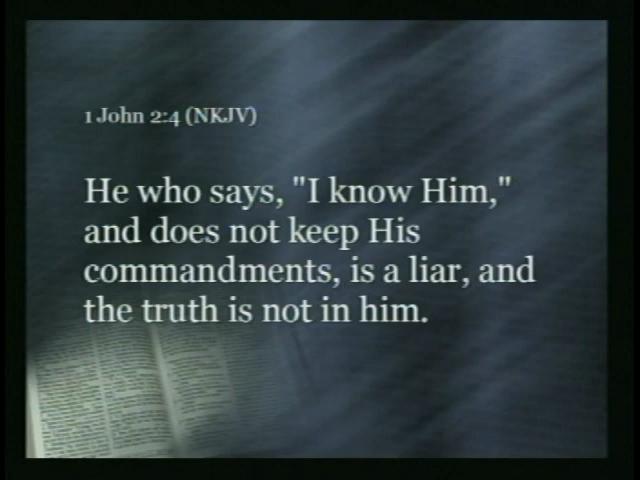 1 John 2:4 (NKJV)
He who says, "I know Him,"
and does not keep His
commandments, is a liar, and
the truth is not in him.